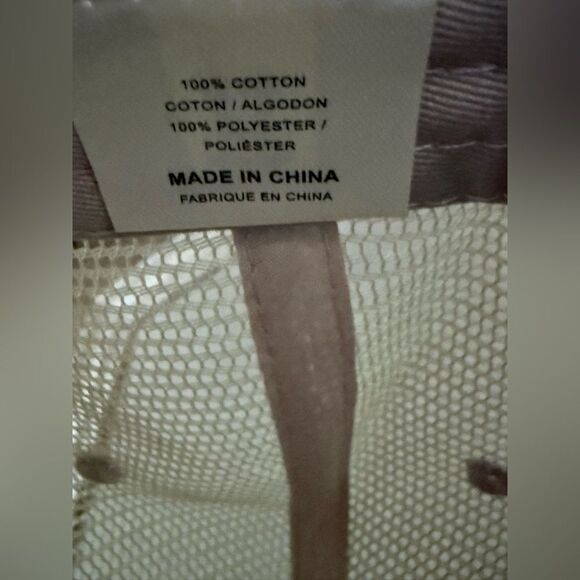 100% COTTON
COTON / ALGODON
100% POLYESTER /
POLIÉSTER
MADE IN CHINA
FABRIQUE EN CHINA